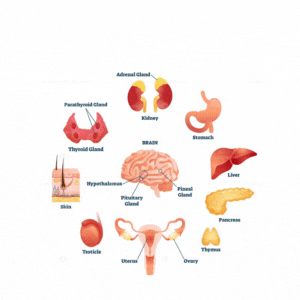 Adrenal Gland
Kidney
Stomach
Parathyroid Gland
Thyroid Gland
BRAIN
Hypothalomus
Pineal
Gland
Pituitary
Gland
Liver
Skin
Pancreas
Testicle
Uterus
Ovary
Thymus